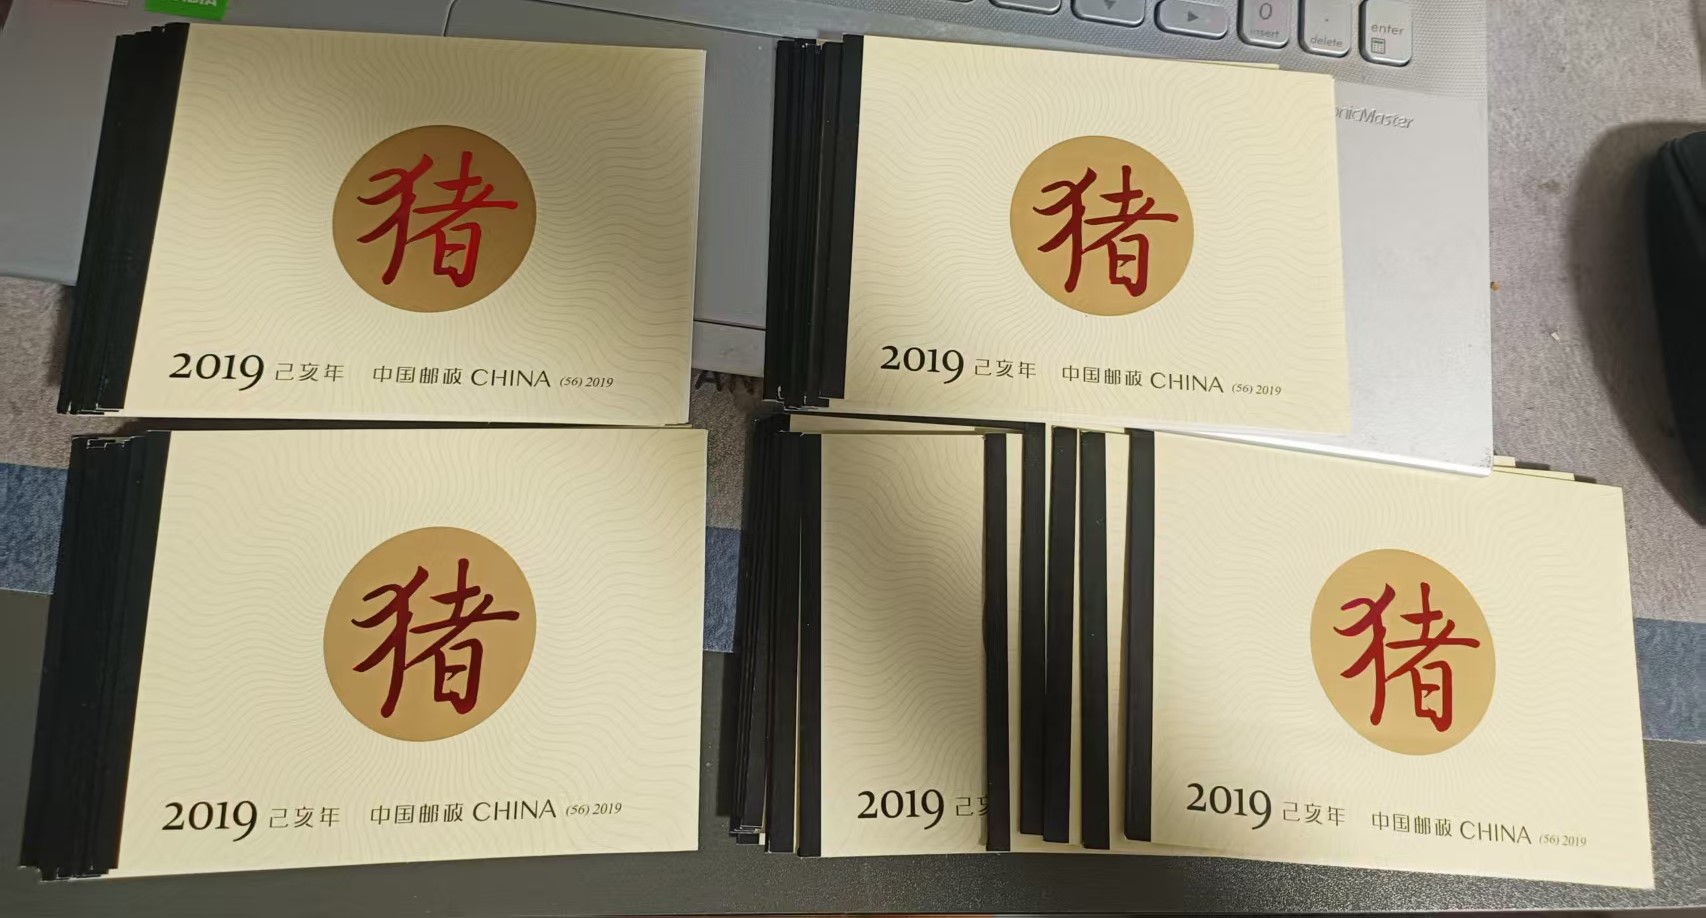 0
insert
.
delete
enter
onicMaster
猪
2019 己亥年 中国邮政 CHINA (56) 2019
猪
2019 己亥年 中国邮政 CHINA (56) 2019
猪
2019 己亥年 中国邮政 CHINA (56) 2019
2019 己
猪
2019 己亥年 中国邮政 CHINA (56) 2019